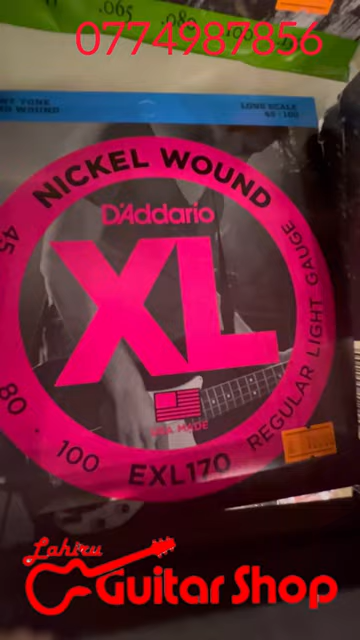 .065 .080
0774987856
LONG SCALE
45-100
NICKEL WOUND
D'Addario
XL
45
80
100
EXL170
REGULAR LIGHT GAUGE
USA MADE
Lahiru
Guitar Shop